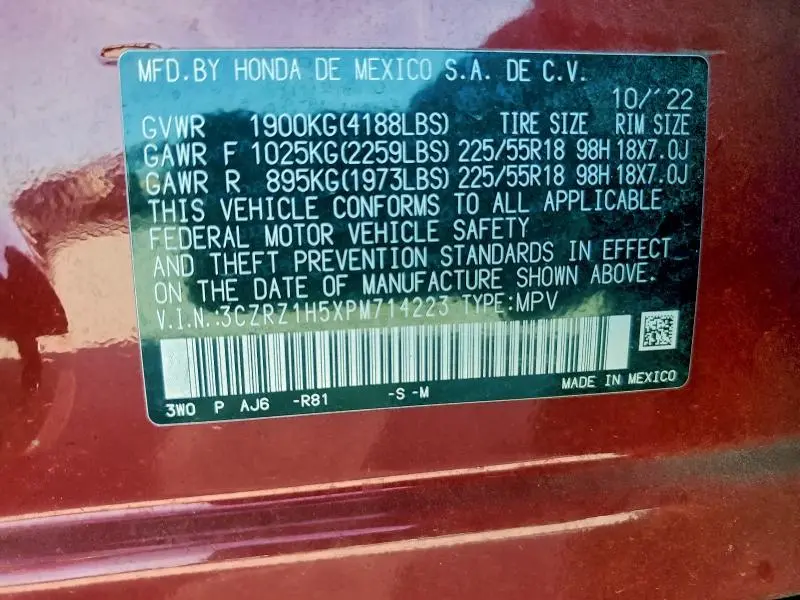 MFD.BY HONDA DE MEXICO S.A. DE C.V.
10/'22
GVWR 1900KG(4188LBS) TIRE SIZE RIM SIZE
GAWR F 1025KG(2259LBS) 225/55R18 98H 18X7.0J
GAWR R 895KG(1973LBS) 225/55R18 98H 18X7.0J
THIS VEHICLE CONFORMS TO ALL APPLICABLE
FEDERAL MOTOR VEHICLE SAFETY
AND THEFT PREVENTION STANDARDS IN EFFECT
ON THE DATE OF MANUFACTURE SHOWN ABOVE.
V.I.N.:3CZRZ1H5XPM714223 TYPE:MPV
MADE IN MEXICO
3W0 P AJ6 -R81 -S -M